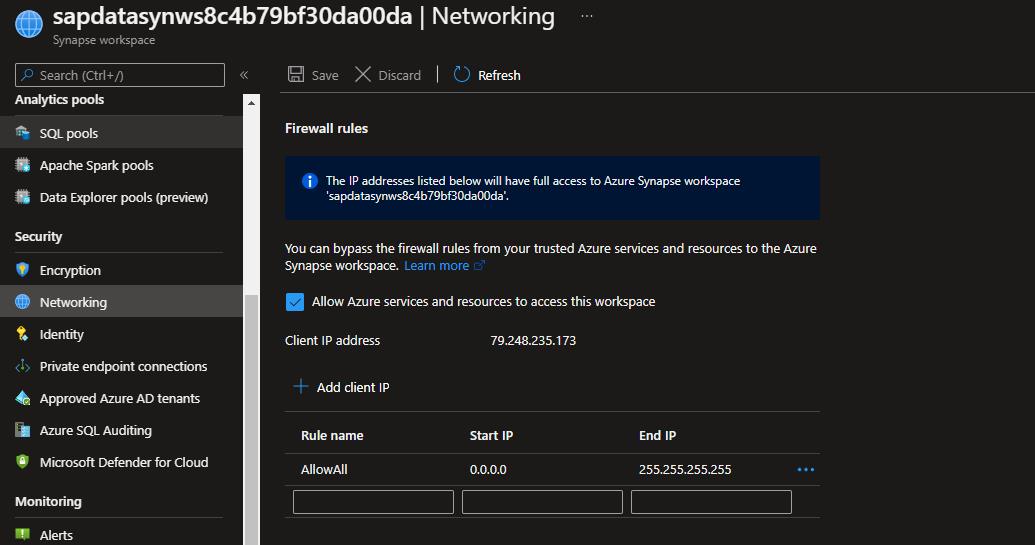 sapdatasynws8c4b79bf30da00da | Networking ...
Synapse workspace
Search (Ctrl+/)
«
Save
Discard
Refresh
Analytics pools
SQL pools
Apache Spark pools
Data Explorer pools (preview)
Security
Encryption
Networking
Identity
Private endpoint connections
Approved Azure AD tenants
Azure SQL Auditing
Microsoft Defender for Cloud
Monitoring
Alerts
Firewall rules
The IP addresses listed below will have full access to Azure Synapse workspace
'sapdatasynws8c4b79bf30da00da'.
You can bypass the firewall rules from your trusted Azure services and resources to the Azure
Synapse workspace. Learn more
Allow Azure services and resources to access this workspace
Client IP address 79.248.235.173
Add client IP
Rule name Start IP End IP
AllowAll 0.0.0.0 255.255.255.255 ...